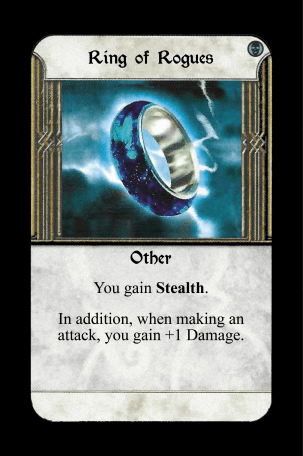 Ring of Rogues
Other
You gain Stealth.
In addition, when making an
attack, you gain +1 Damage.